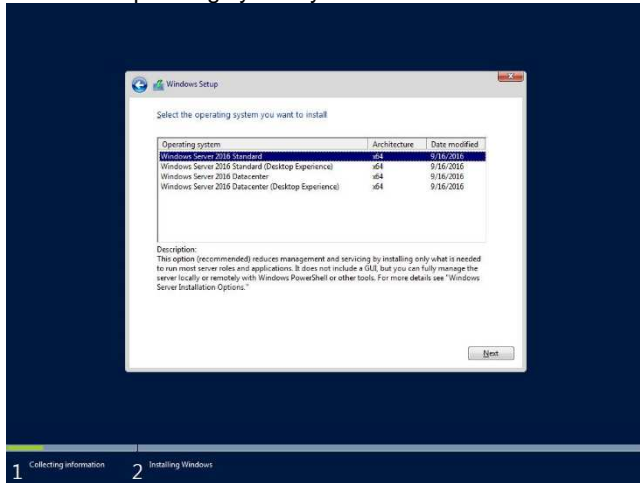 Windows Setup
Select the operating system you want to install
Operating system Architecture Date modified
Windows Server 2016 Standard x64 9/16/2016
Windows Server 2016 Standard (Desktop Experience) x64 9/16/2016
Windows Server 2016 Datacenter x64 9/16/2016
Windows Server 2016 Datacenter (Desktop Experience) x64 9/16/2016
Description:
This option (recommended) reduces management and servicing by installing only what is needed
to run most server roles and applications. It does not include a GUI, but you can fully manage the
server locally or remotely with Windows PowerShell or other tools. For more details see "Windows
Server Installation Options."
Next
1 Collecting information 2 Installing Windows